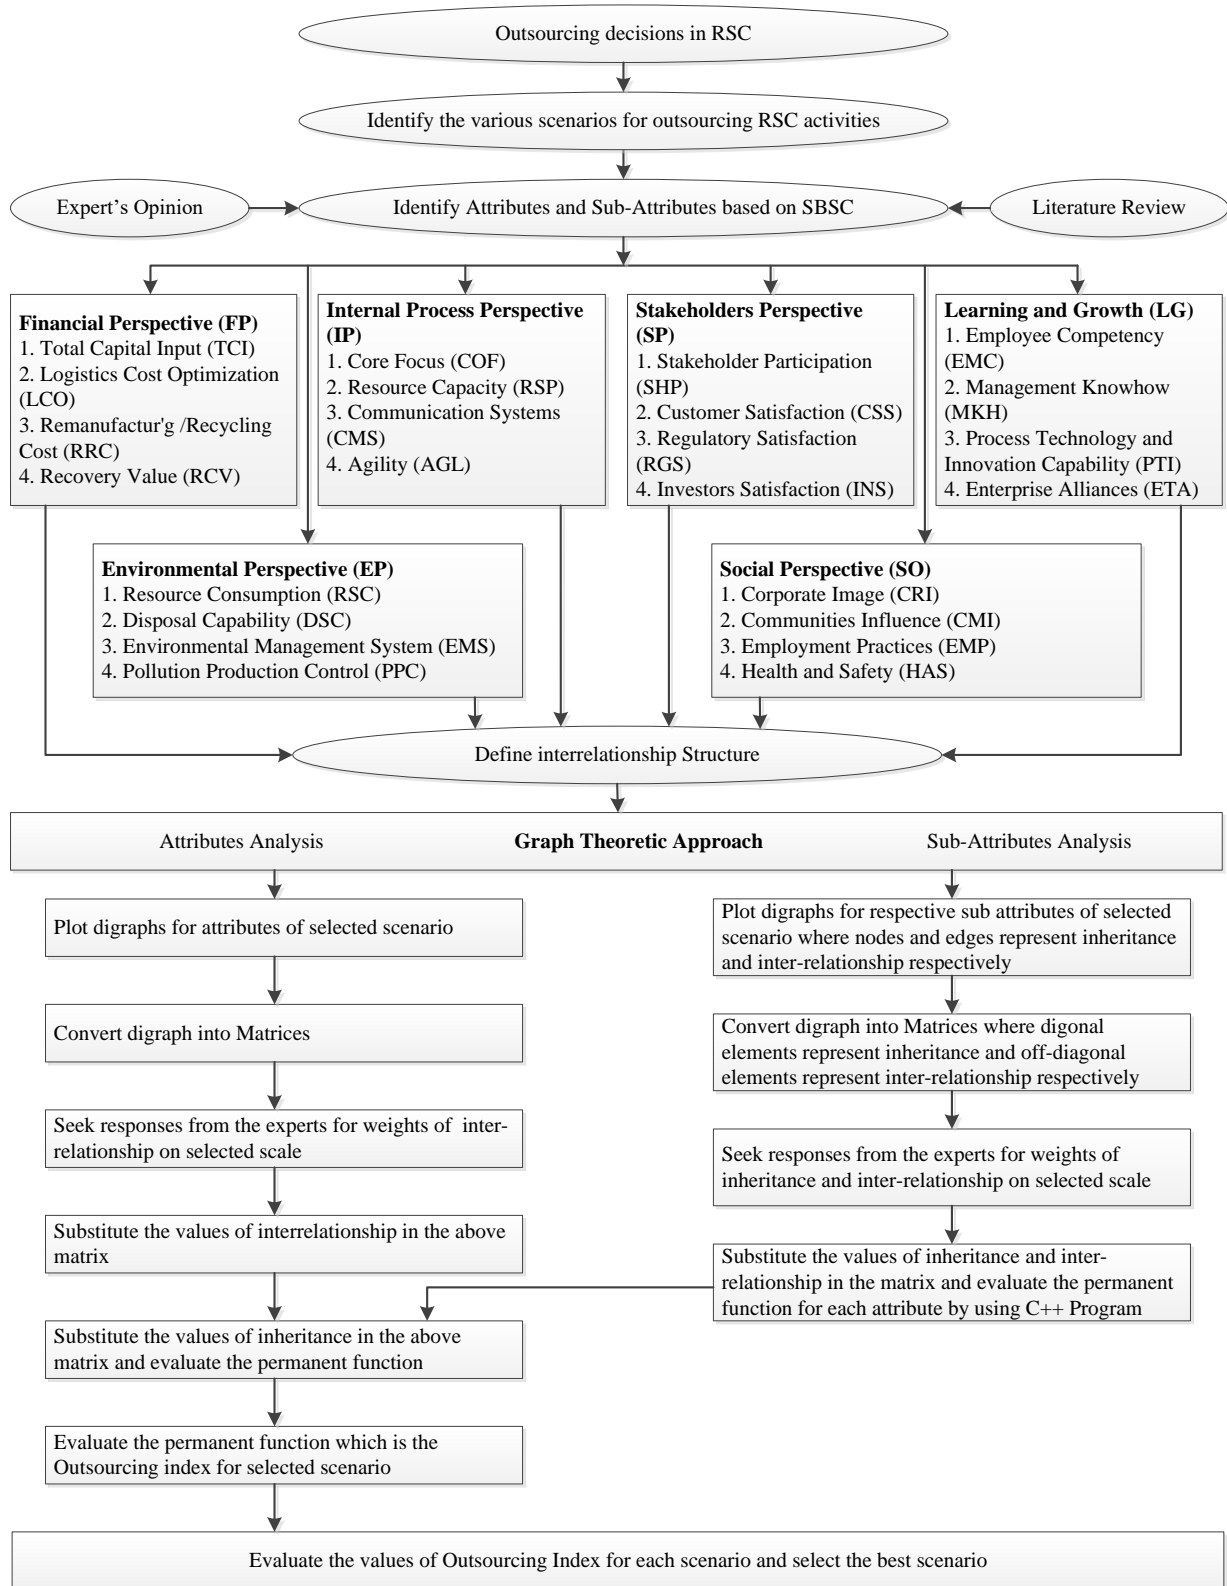 Outsourcing decisions in RSC
Identify the various scenarios for outsourcing RSC activities
Expert’s Opinion
Identify Attributes and Sub-Attributes based on SBSC
Literature Review
Financial Perspective (FP)
1. Total Capital Input (TCI)
2. Logistics Cost Optimization
(LCO)
3. Remanufactur'g /Recycling
Cost (RRC)
4. Recovery Value (RCV)
Internal Process Perspective
(IP)
1. Core Focus (COF)
2. Resource Capacity (RSP)
3. Communication Systems
(CMS)
4. Agility (AGL)
Stakeholders Perspective
(SP)
1. Stakeholder Participation
(SHP)
2. Customer Satisfaction (CSS)
3. Regulatory Satisfaction
(RGS)
4. Investors Satisfaction (INS)
Learning and Growth (LG)
1. Employee Competency
(EMC)
2. Management Knowhow
(MKH)
3. Process Technology and
Innovation Capability (PTI)
4. Enterprise Alliances (ETA)
Environmental Perspective (EP)
1. Resource Consumption (RSC)
2. Disposal Capability (DSC)
3. Environmental Management System (EMS)
4. Pollution Production Control (PPC)
Social Perspective (SO)
1. Corporate Image (CRI)
2. Communities Influence (CMI)
3. Employment Practices (EMP)
4. Health and Safety (HAS)
Define interrelationship Structure
Attributes Analysis
Graph Theoretic Approach
Sub-Attributes Analysis
Plot digraphs for attributes of selected scenario
Convert digraph into Matrices
Seek responses from the experts for weights of  inter-
relationship on selected scale
Substitute the values of interrelationship in the above
matrix
Substitute the values of inheritance in the above
matrix and evaluate the permanent function
Evaluate the permanent function which is the
Outsourcing index for selected scenario
Plot digraphs for respective sub attributes of selected
scenario where nodes and edges represent inheritance
and inter-relationship respectively
Convert digraph into Matrices where digonal
elements represent inheritance and off-diagonal
elements represent inter-relationship respectively
Seek responses from the experts for weights of
inheritance and inter-relationship on selected scale
Substitute the values of inheritance and inter-
relationship in the matrix and evaluate the permanent
function for each attribute by using C++ Program
Evaluate the values of Outsourcing Index for each scenario and select the best scenario